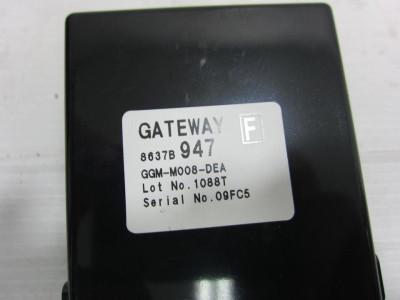 GATEWAY F
8637B 947
GGM-M008-DEA
Lot No.1088T
Serial No.09FC5